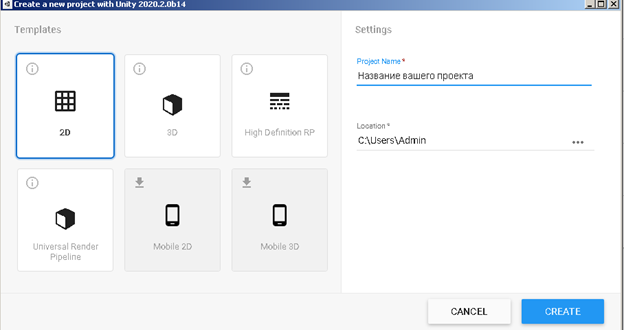 Create a new project with Unity 2020.2.0b14
Templates
2D
3D
High Definition RP
Universal Render
Pipeline
Mobile 2D
Mobile 3D
Settings
Project Name *
Название вашего проекта
Location *
C:\Users\Admin
CANCEL
CREATE